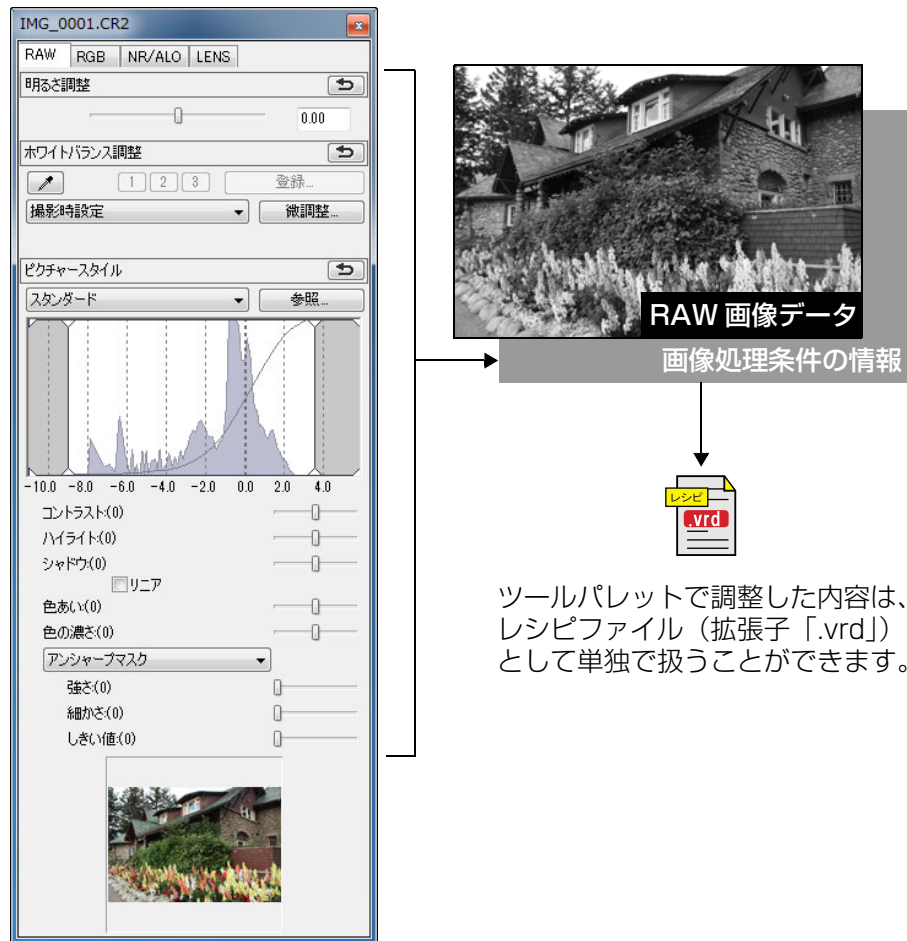 IMG_0001.CR2
RAW RGB NR/ALO LENS
明るさ調整
0.00
ホワイトバランス調整
1 2 3 登録...
撮影時設定 微調整...
ピクチャースタイル
スタンダード 参照...
-10.0 -8.0 -6.0 -4.0 -2.0 0.0 2.0 4.0
コントラスト:(0)
ハイライト:(0)
シャドウ:(0)
リニア
色あい:(0)
色の濃さ:(0)
アンシャープマスク
強さ:(0)
細かさ:(0)
しきい値:(0)
RAW 画像データ
画像処理条件の情報
レシピ
.vrd
ツールパレットで調整した内容は、
レシピファイル（拡張子「.vrd」）
として単独で扱うことができます。